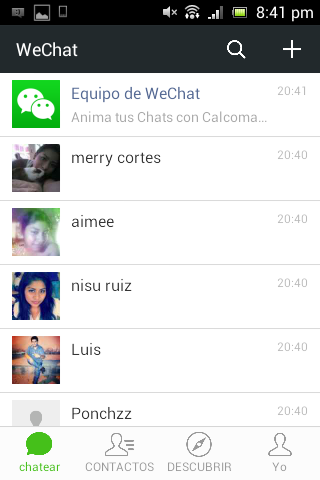 8:41 pm
WeChat
Equipo de WeChat 20:41
Anima tus Chats con Calcoma...
merry cortes 20:40
aimee 20:40
nisu ruiz 20:40
Luis 20:40
Ponchzz 20:40
chatear CONTACTOS DESCUBRIR Yo